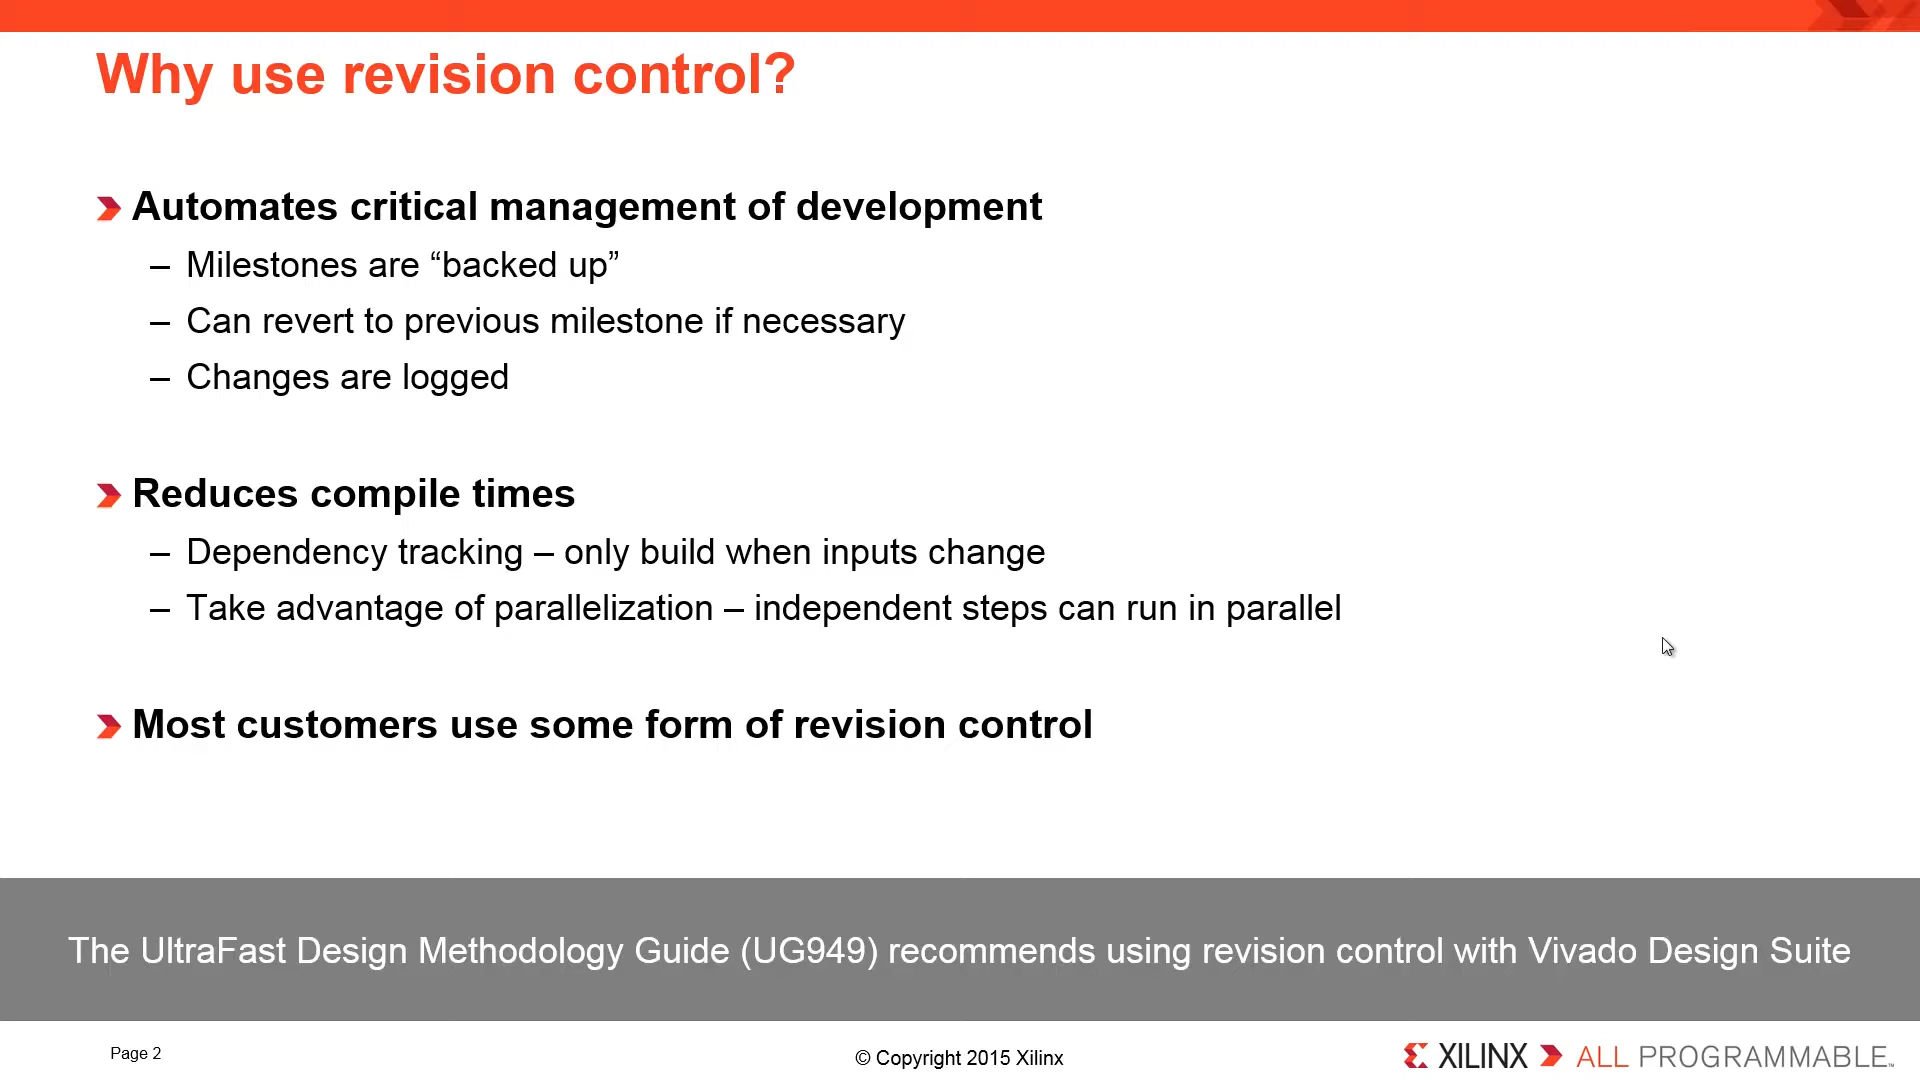 Why use revision control?
Automates critical management of development
– Milestones are “backed up”
– Can revert to previous milestone if necessary
– Changes are logged
Reduces compile times
– Dependency tracking – only build when inputs change
– Take advantage of parallelization – independent steps can run in parallel
Most customers use some form of revision control
The UltraFast Design Methodology Guide (UG949) recommends using revision control with Vivado Design Suite
Page 2
© Copyright 2015 Xilinx
XILINX ALL PROGRAMMABLE™